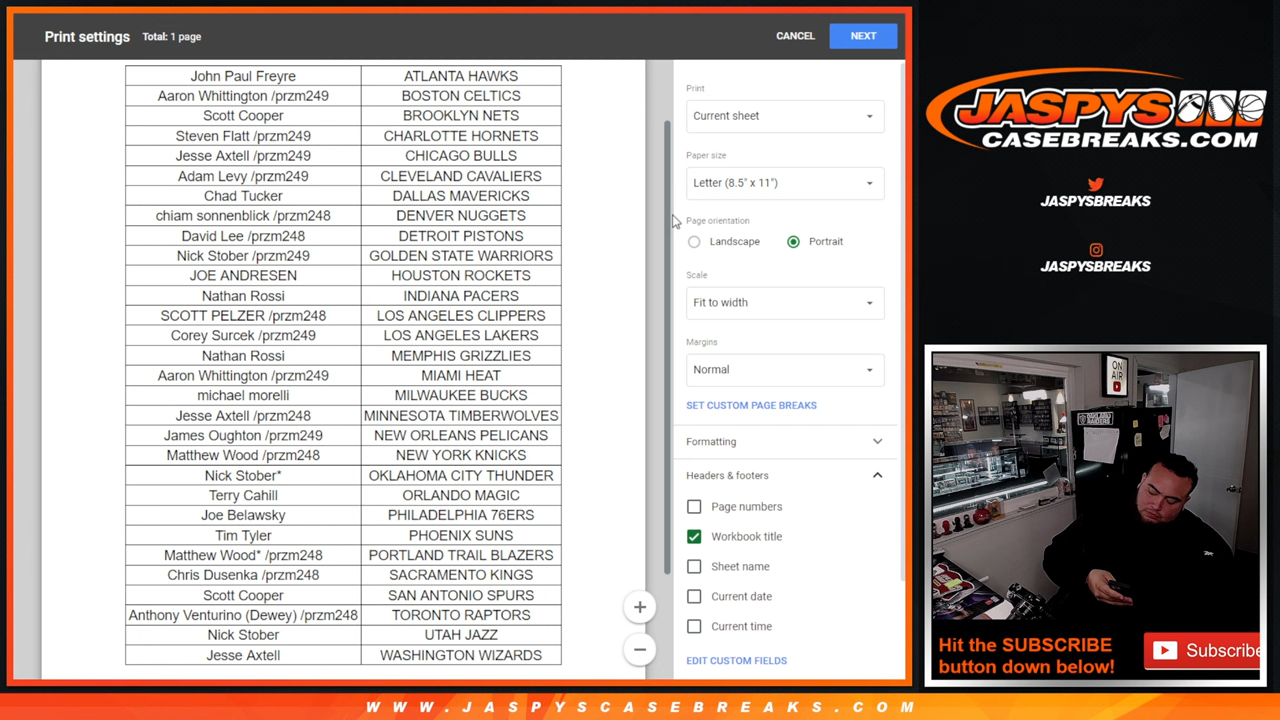 Print settings Total: 1 page CANCEL NEXT
John Paul Freyre ATLANTA HAWKS
Aaron Whittington /przm249 BOSTON CELTICS
Scott Cooper BROOKLYN NETS
Steven Flatt /przm249 CHARLOTTE HORNETS
Jesse Axtell /przm249 CHICAGO BULLS
Adam Levy /przm249 CLEVELAND CAVALIERS
Chad Tucker DALLAS MAVERICKS
chiam sonnenblick /przm248 DENVER NUGGETS
David Lee /przm248 DETROIT PISTONS
Nick Stober /przm249 GOLDEN STATE WARRIORS
JOE ANDRESEN HOUSTON ROCKETS
Nathan Rossi INDIANA PACERS
SCOTT PELZER /przm248 LOS ANGELES CLIPPERS
Corey Surcek /przm249 LOS ANGELES LAKERS
Nathan Rossi MEMPHIS GRIZZLIES
Aaron Whittington /przm249 MIAMI HEAT
michael morelli MILWAUKEE BUCKS
Jesse Axtell /przm248 MINNESOTA TIMBERWOLVES
James Oughton /przm249 NEW ORLEANS PELICANS
Matthew Wood /przm248 NEW YORK KNICKS
Nick Stober* OKLAHOMA CITY THUNDER
Terry Cahill ORLANDO MAGIC
Joe Belawsky PHILADELPHIA 76ERS
Tim Tyler PHOENIX SUNS
Matthew Wood* /przm248 PORTLAND TRAIL BLAZERS
Chris Dusenka /przm248 SACRAMENTO KINGS
Scott Cooper SAN ANTONIO SPURS
Anthony Venturino (Dewey) /przm248 TORONTO RAPTORS
Nick Stober UTAH JAZZ
Jesse Axtell WASHINGTON WIZARDS
Print
Current sheet
Paper size
Letter (8.5" x 11")
Page orientation
Landscape Portrait
Scale
Fit to width
Margins
Normal
SET CUSTOM PAGE BREAKS
Formatting
Headers & footers
Page numbers
Workbook title
Sheet name
Current date
Current time
EDIT CUSTOM FIELDS
JASPYS
CASEBREAKS.COM
JASPYSBREAKS
JASPYSBREAKS
ON
AIR
OAKLAND
RAIDERS
Hit the SUBSCRIBE
button down below!
Subscribe
WWW.JASPYSCASEBREAKS.COM